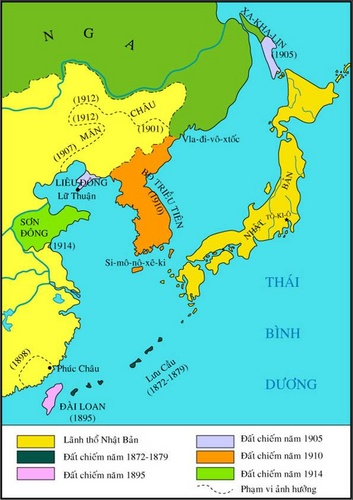 NGA
XA-KHA-LIN
(1905)
(1912)
(1912)
CHÂU
(1901)
MÃN
(1907)
Vla-đi-vô-xtốc
LIÊU ĐÔNG
Lữ Thuận
TRIỀU TIÊN
(1910)
SƠN
ĐÔNG
(1914)
NHẬT BẢN
TÔ-KI-Ô
Si-mô-nô-xê-ki
THÁI
BÌNH
DƯƠNG
(1898)
Phúc Châu
Lưu Cầu
(1872-1879)
ĐÀI LOAN
(1895)
Lãnh thổ Nhật Bản
Đất chiếm năm 1872-1879
Đất chiếm năm 1895
Đất chiếm năm 1905
Đất chiếm năm 1910
Đất chiếm năm 1914
Phạm vi ảnh hưởng